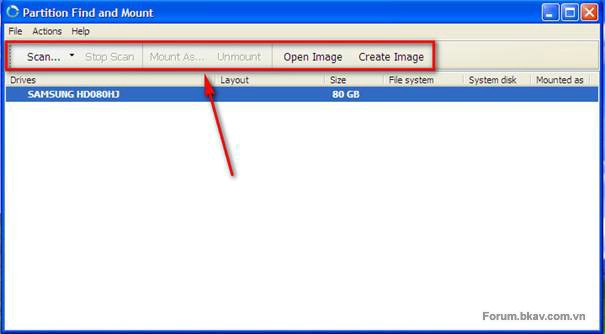 Partition Find and Mount
File Actions Help
Scan... Stop Scan Mount As... Unmount Open Image Create Image
Drives Layout Size File system System disk Mounted as
SAMSUNG HD080HJ 80 GB
Forum.bkav.com.vn